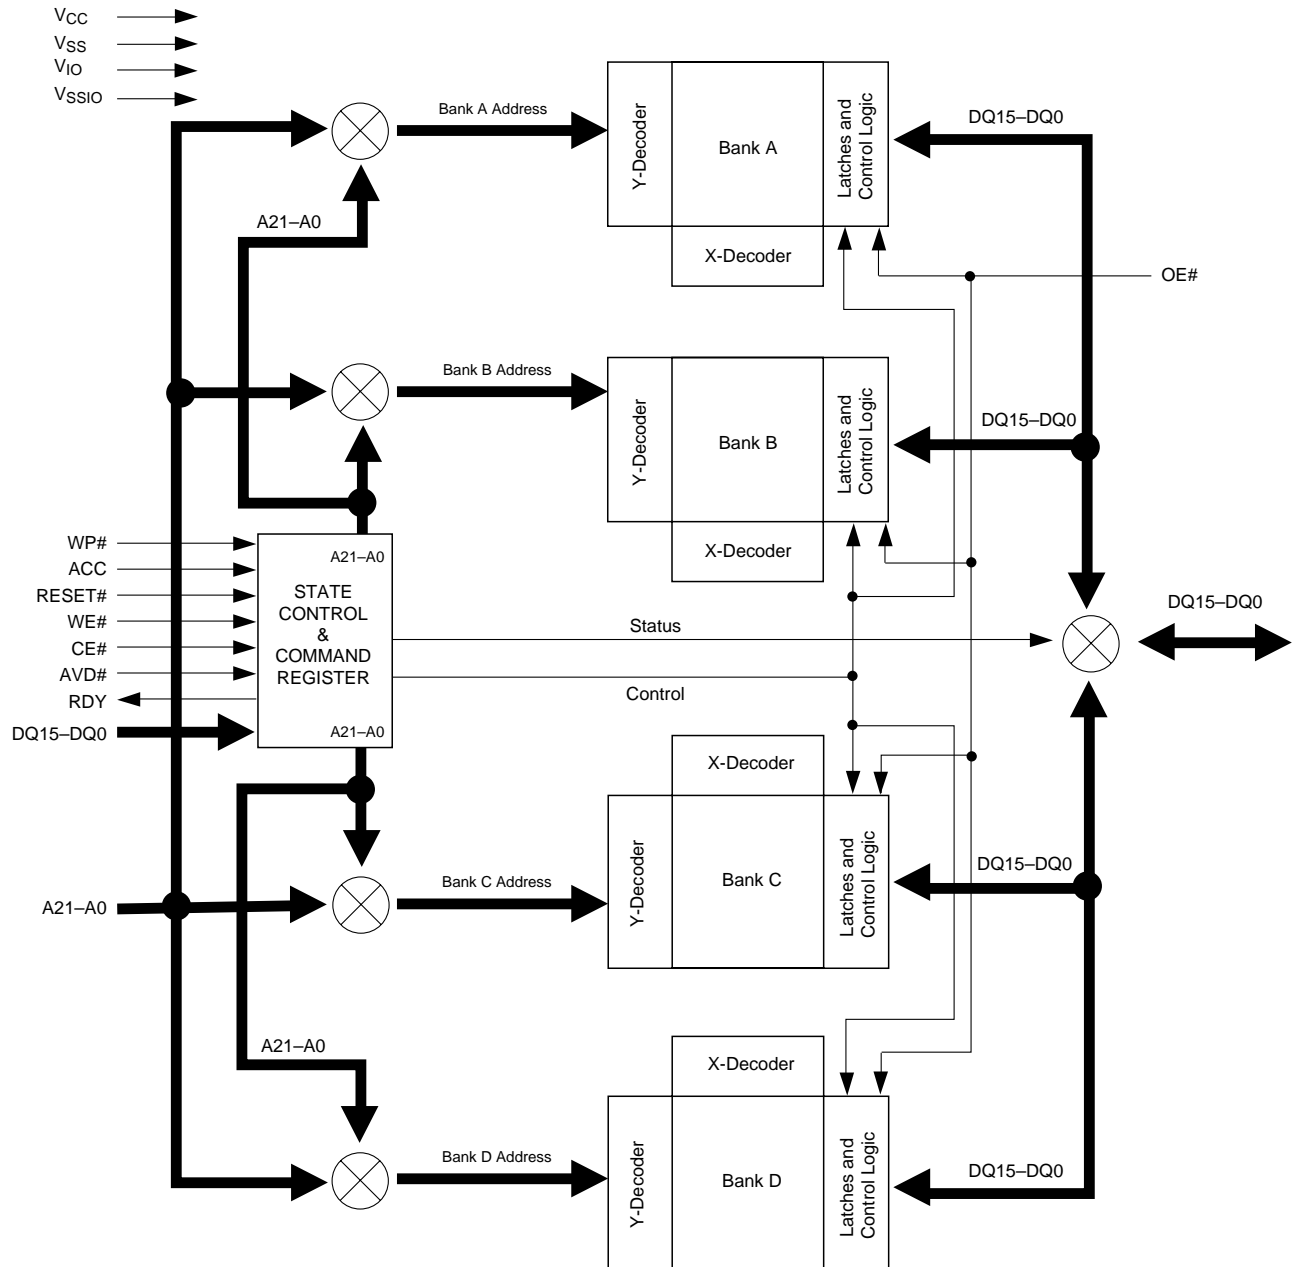 VCC
VSS
VIO
VSSIO
Bank A Address
Y-Decoder
Bank A
Latches and
Control Logic
DQ15–DQ0
A21–A0
X-Decoder
OE#
Bank B Address
Y-Decoder
Bank B
Latches and
Control Logic
DQ15–DQ0
X-Decoder
WP#
ACC
RESET#
WE#
CE#
AVD#
RDY
DQ15–DQ0
A21–A0
STATE
CONTROL
&
COMMAND
REGISTER
A21–A0
Status
Control
DQ15–DQ0
X-Decoder
Bank C Address
Y-Decoder
Bank C
Latches and
Control Logic
DQ15–DQ0
A21–A0
A21–A0
X-Decoder
Bank D Address
Y-Decoder
Bank D
Latches and
Control Logic
DQ15–DQ0